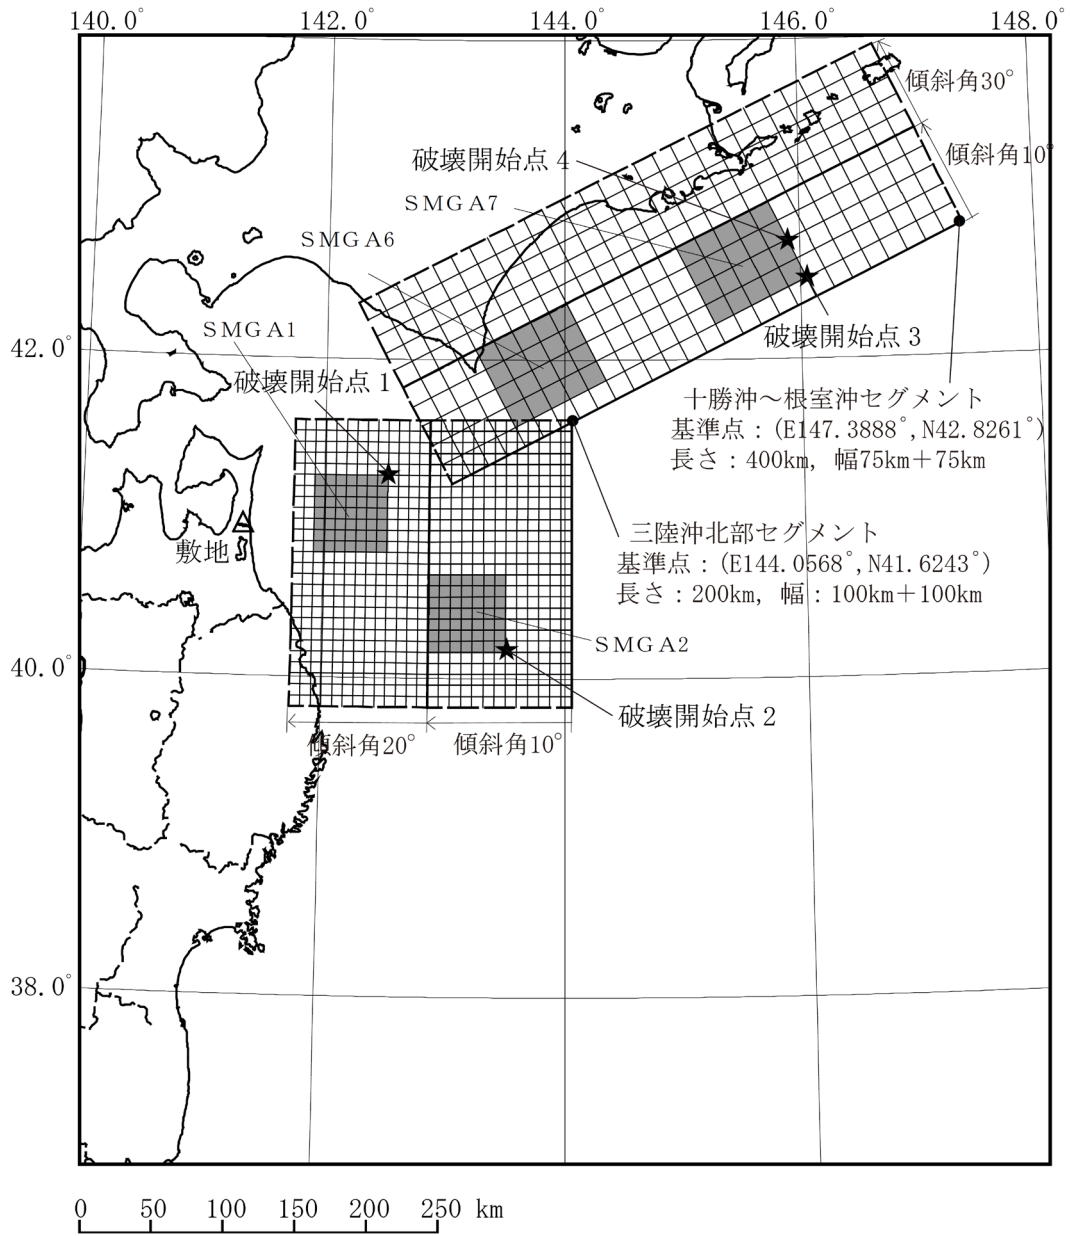 140.0° 142.0° 144.0° 146.0° 148.0°
傾斜角30°
破壊開始点４
傾斜角10°
ＳＭＧＡ７
ＳＭＧＡ６
ＳＭＧＡ１
破壊開始点３
42.0°
破壊開始点１
十勝沖～根室沖セグメント
基準点：(E147.3888°,N42.8261°)
長さ：400km, 幅75km＋75km
三陸沖北部セグメント
敷地
基準点：(E144.0568°,N41.6243°)
長さ：200km, 幅：100km＋100km
ＳＭＧＡ２
40.0°
破壊開始点２
傾斜角20° 傾斜角10°
38.0°
0 50 100 150 200 250 km